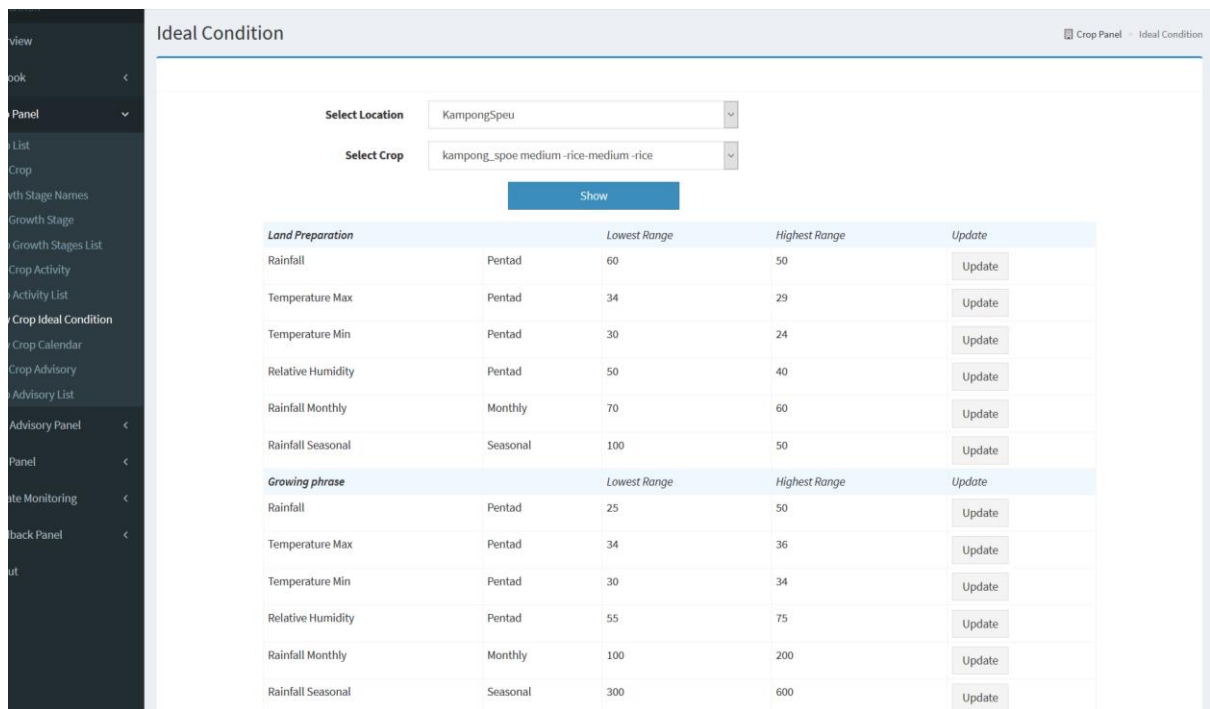 Ideal Condition
Crop Panel > Ideal Condition
view
ook
Panel
List
Crop
vth Stage Names
Growth Stage
Growth Stages List
Crop Activity
Activity List
Crop Ideal Condition
Crop Calendar
Crop Advisory
Advisory List
Advisory Panel
Panel
ate Monitoring
lback Panel
ut
Select Location KampongSpeu
Select Crop kampong_spoe medium -rice-medium -rice
Show
Land Preparation Lowest Range Highest Range Update
Rainfall Pentad 60 50 Update
Temperature Max Pentad 34 29 Update
Temperature Min Pentad 30 24 Update
Relative Humidity Pentad 50 40 Update
Rainfall Monthly Monthly 70 60 Update
Rainfall Seasonal Seasonal 100 50 Update
Growing phrase Lowest Range Highest Range Update
Rainfall Pentad 25 50 Update
Temperature Max Pentad 34 36 Update
Temperature Min Pentad 30 34 Update
Relative Humidity Pentad 55 75 Update
Rainfall Monthly Monthly 100 200 Update
Rainfall Seasonal Seasonal 300 600 Update